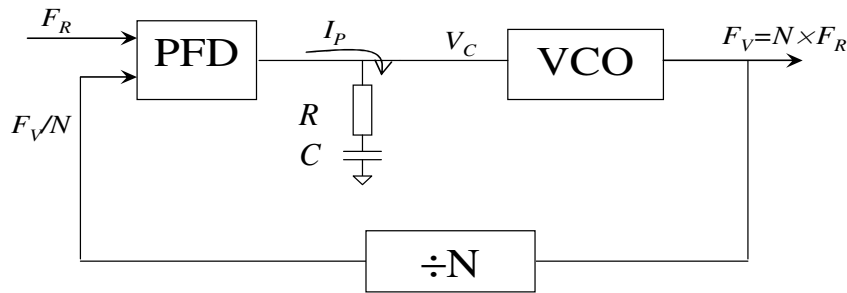 F_R
PFD
I_P
V_C
VCO
F_V=N×F_R
F_V/N
R
C
÷N